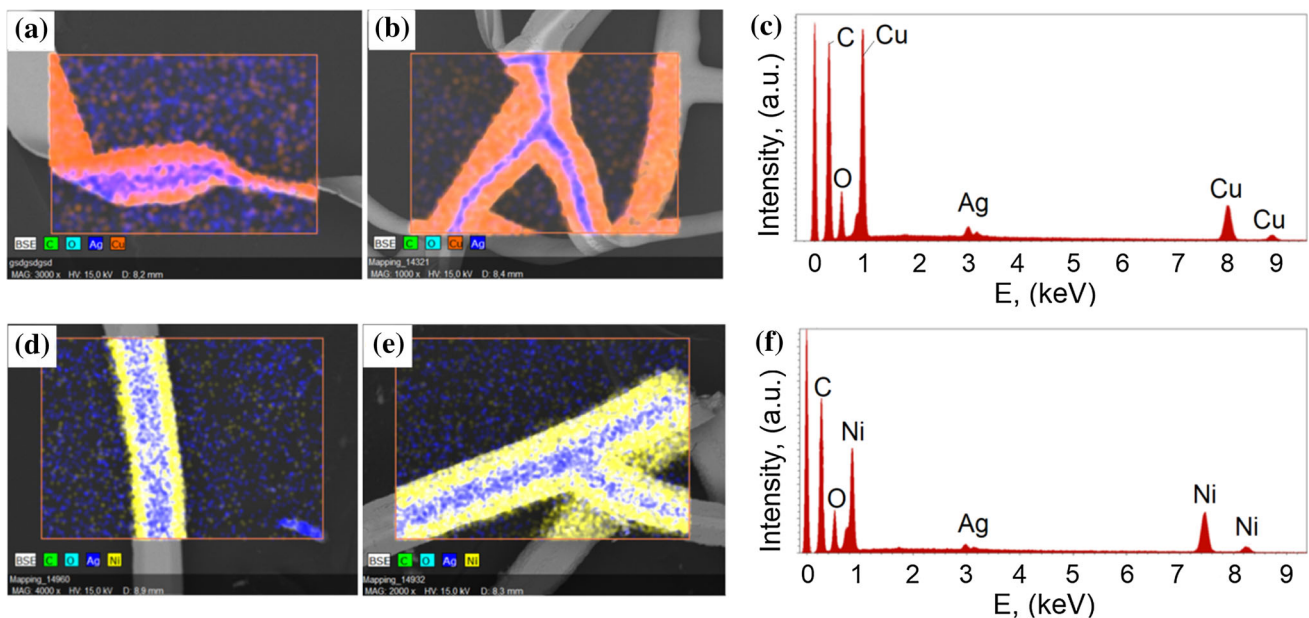 (a)
BSE C O Ag Cu
gsdgsdgsd
MAG: 3000 x HV: 15,0 kV D: 8,2 mm
(b)
BSE C O Cu Ag
Mapping_14321
MAG: 1000 x HV: 15,0 kV D: 8,4 mm
(c)
Intensity, (a.u.)
C
Cu
O
Ag
Cu
Cu
0 1 2 3 4 5 6 7 8 9
E, (keV)
(d)
BSE C O Ag Ni
Mapping_14960
MAG: 4000 x HV: 15,0 kV D: 8,9 mm
(e)
BSE C O Ag Ni
Mapping_14932
MAG: 2000 x HV: 15,0 kV D: 8,3 mm
(f)
Intensity, (a.u.)
C
Ni
O
Ag
Ni
Ni
0 1 2 3 4 5 6 7 8 9
E, (keV)